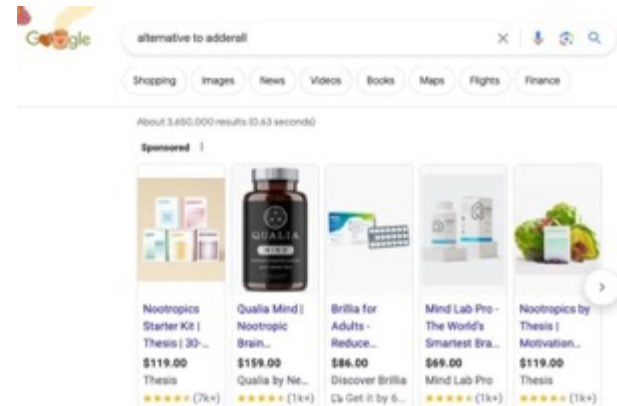 Google
alternative to adderall
Shopping Images News Videos Books Maps Flights Finance
About 3,650,000 results (0.63 seconds)
Sponsored
QUALIA
MIND
Nootropics
Starter Kit |
Thesis | 30-...
$119.00
Thesis
(7k+)
Qualia Mind |
Nootropic
Brain...
$159.00
Qualia by Ne...
(1k+)
Brillia for
Adults -
Reduce...
$86.00
Discover Brillia
Get it by 6...
Mind Lab Pro -
The World's
Smartest Bra...
$69.00
Mind Lab Pro
(1k+)
Nootropics by
Thesis |
Motivation...
$119.00
Thesis
(1k+)